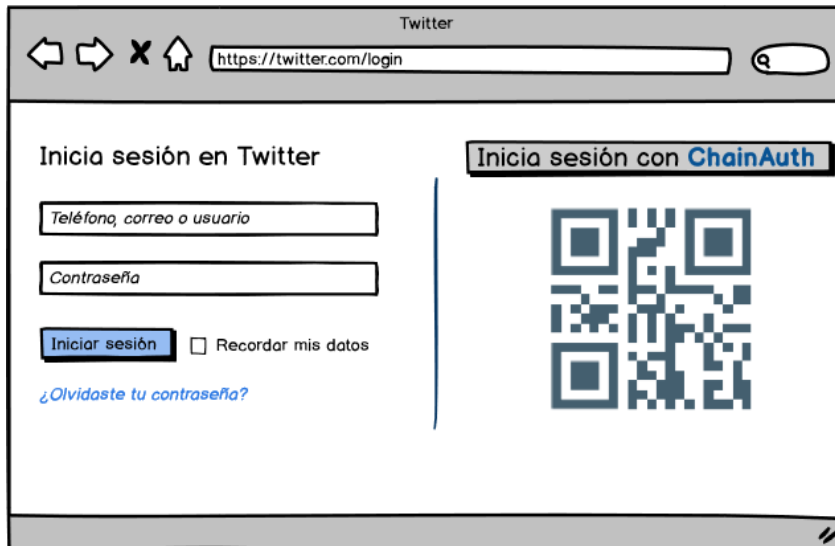 Twitter
https://twitter.com/login
Inicia sesión en Twitter
Teléfono, correo o usuario
Contraseña
Iniciar sesión
Recordar mis datos
¿Olvidaste tu contraseña?
Inicia sesión con ChainAuth